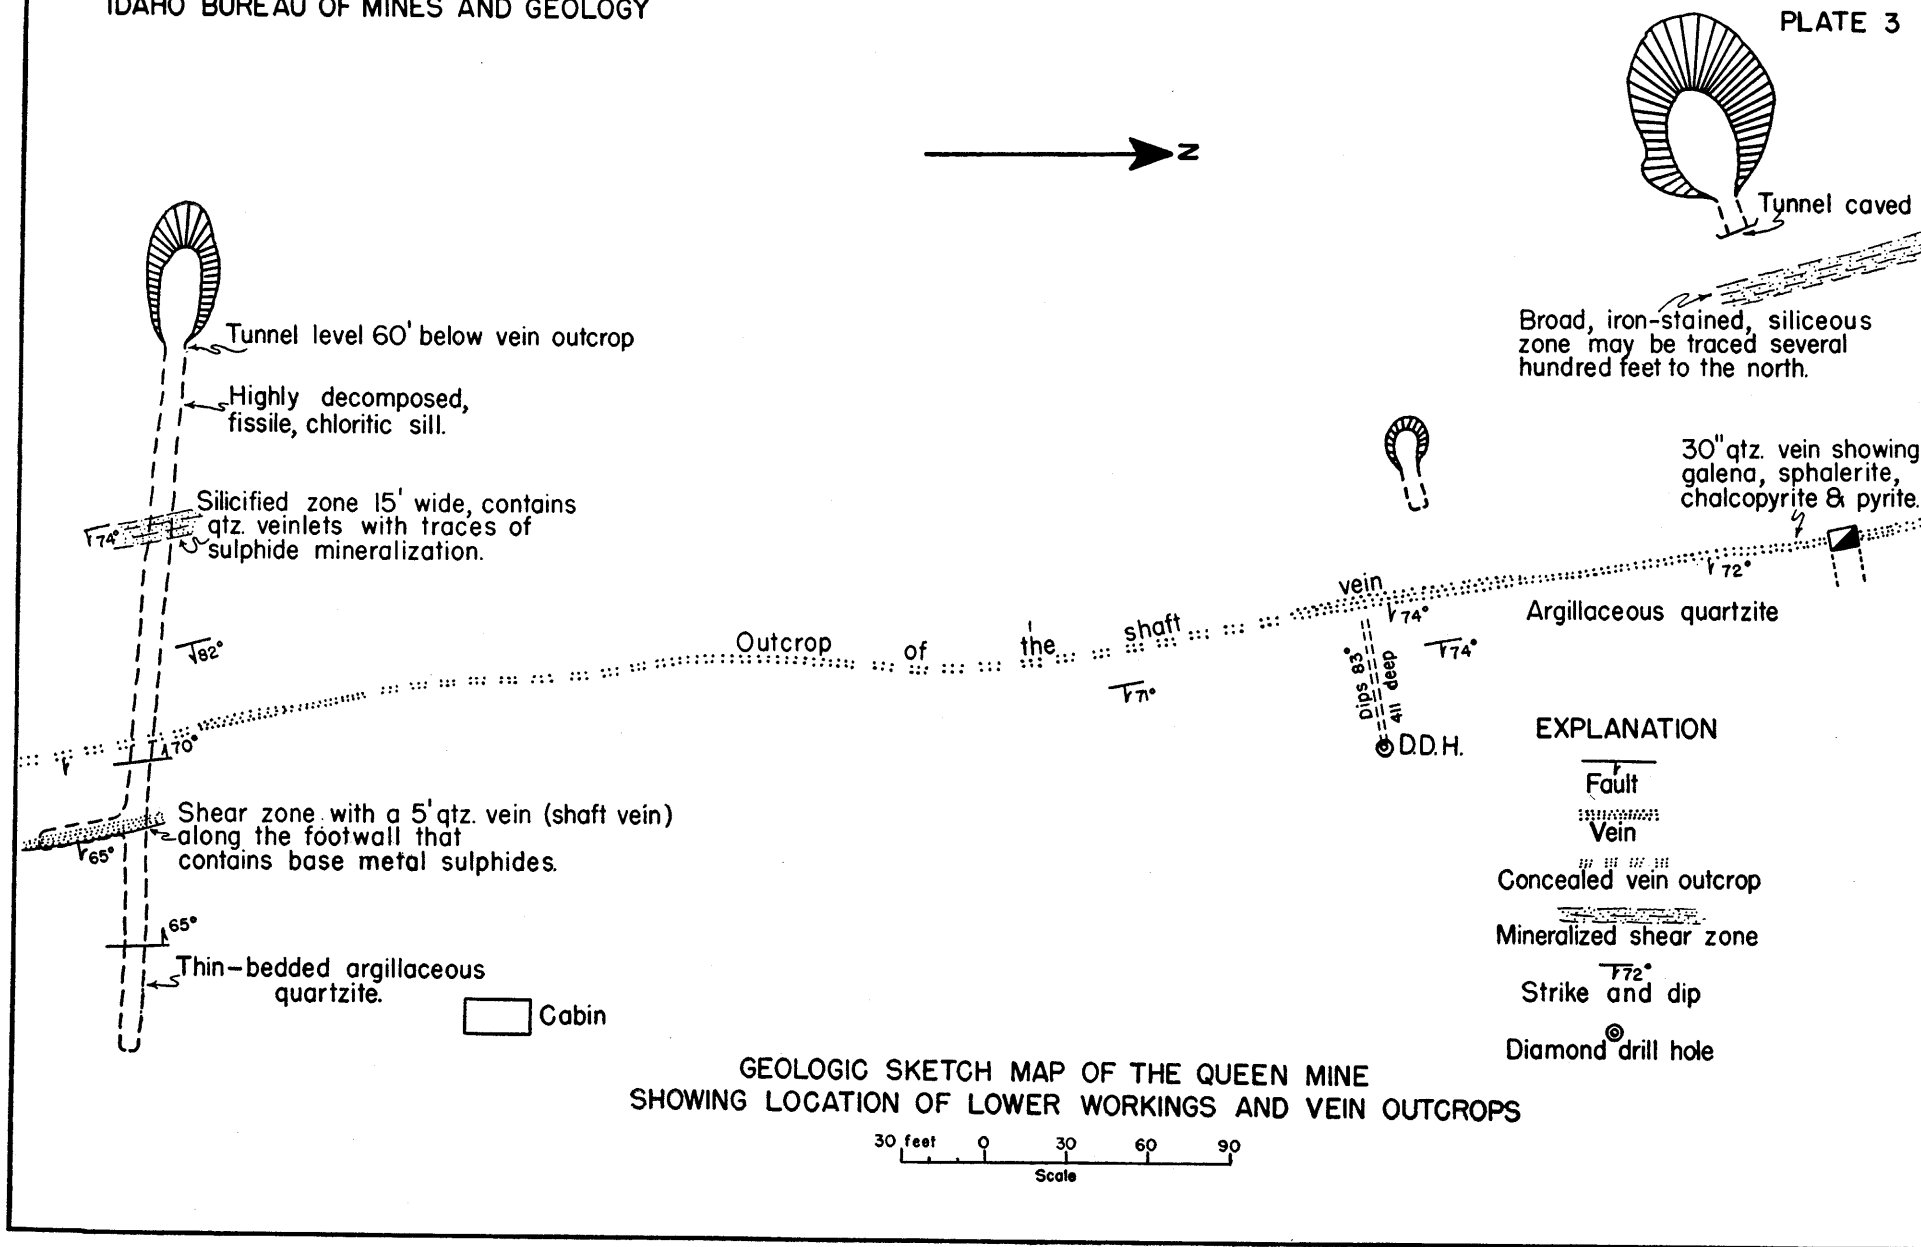 IDAHO BUREAU OF MINES AND GEOLOGY
PLATE 3
N
Tunnel caved
Tunnel level 60' below vein outcrop
Broad, iron-stained, siliceous
zone may be traced several
hundred feet to the north.
Highly decomposed,
fissile, chloritic sill.
30" qtz. vein showing
galena, sphalerite,
chalcopyrite & pyrite.
Silicified zone 15' wide, contains
qtz. veinlets with traces of
sulphide mineralization.
74°
72°
vein
74°
Argillaceous quartzite
Outcrop of the shaft
82°
74°
71°
Dips 83°
411 deep
D.D.H.
70°
Shear zone with a 5' qtz. vein (shaft vein)
along the footwall that
contains base metal sulphides.
65°
65°
Thin-bedded argillaceous
quartzite.
Cabin
EXPLANATION
Fault
Vein
Concealed vein outcrop
Mineralized shear zone
72°
Strike and dip
Diamond drill hole
GEOLOGIC SKETCH MAP OF THE QUEEN MINE
SHOWING LOCATION OF LOWER WORKINGS AND VEIN OUTCROPS
30 feet 0 30 60 90
Scale